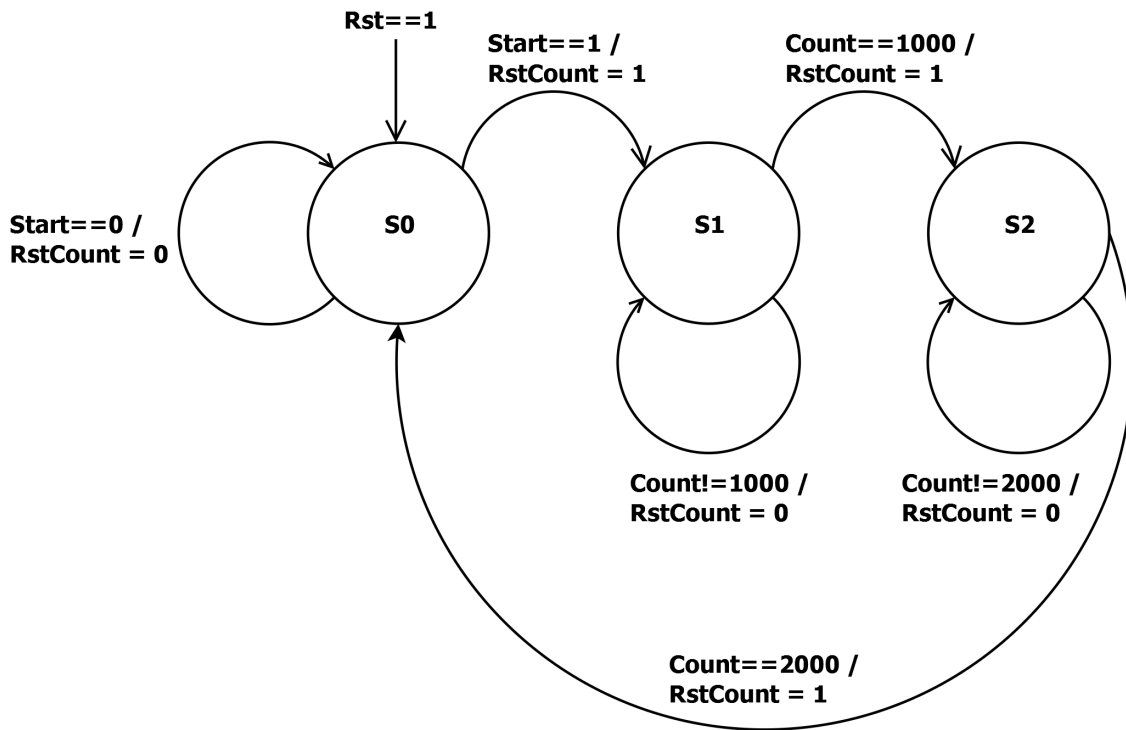 Rst==1
Start==1 /
RstCount = 1
Count==1000 /
RstCount = 1
Start==0 /
RstCount = 0
S0
S1
S2
Count!=1000 /
RstCount = 0
Count!=2000 /
RstCount = 0
Count==2000 /
RstCount = 1